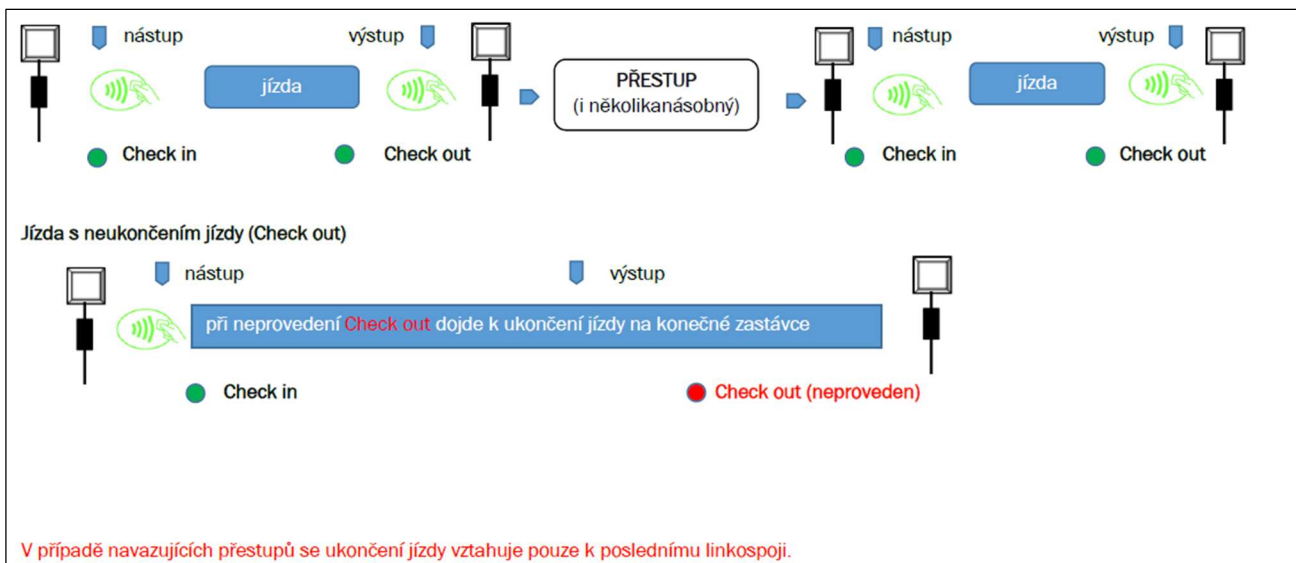 nástup
výstup
nástup
výstup
jízda
PŘESTUP
(i několikanásobný)
jízda
Check in
Check out
Check in
Check out
Jízda s neukončením jízdy (Check out)
nástup
výstup
při neprovedení Check out dojde k ukončení jízdy na konečné zastávce
Check in
Check out (neproveden)
V případě navazujících přestupů se ukončení jízdy vztahuje pouze k poslednímu linkospoji.